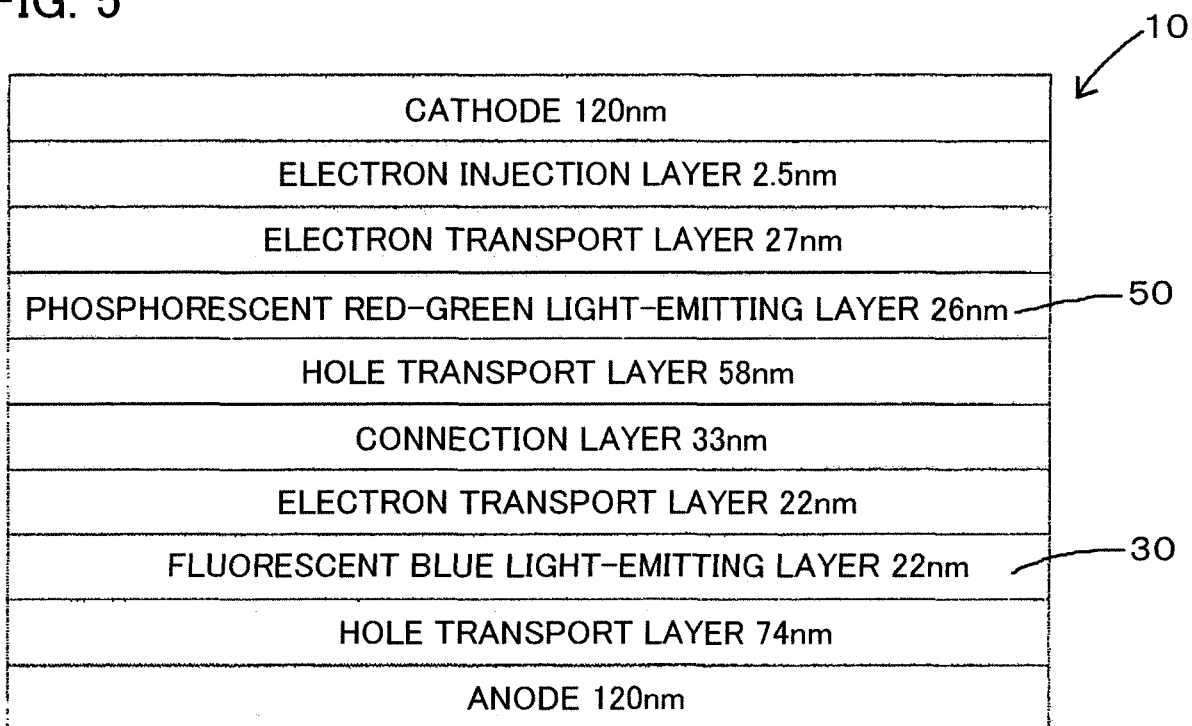 FIG. 5
10
CATHODE 120nm
ELECTRON INJECTION LAYER 2.5nm
ELECTRON TRANSPORT LAYER 27nm
PHOSPHORESCENT RED-GREEN LIGHT-EMITTING LAYER 26nm
50
HOLE TRANSPORT LAYER 58nm
CONNECTION LAYER 33nm
ELECTRON TRANSPORT LAYER 22nm
FLUORESCENT BLUE LIGHT-EMITTING LAYER 22nm
30
HOLE TRANSPORT LAYER 74nm
ANODE 120nm